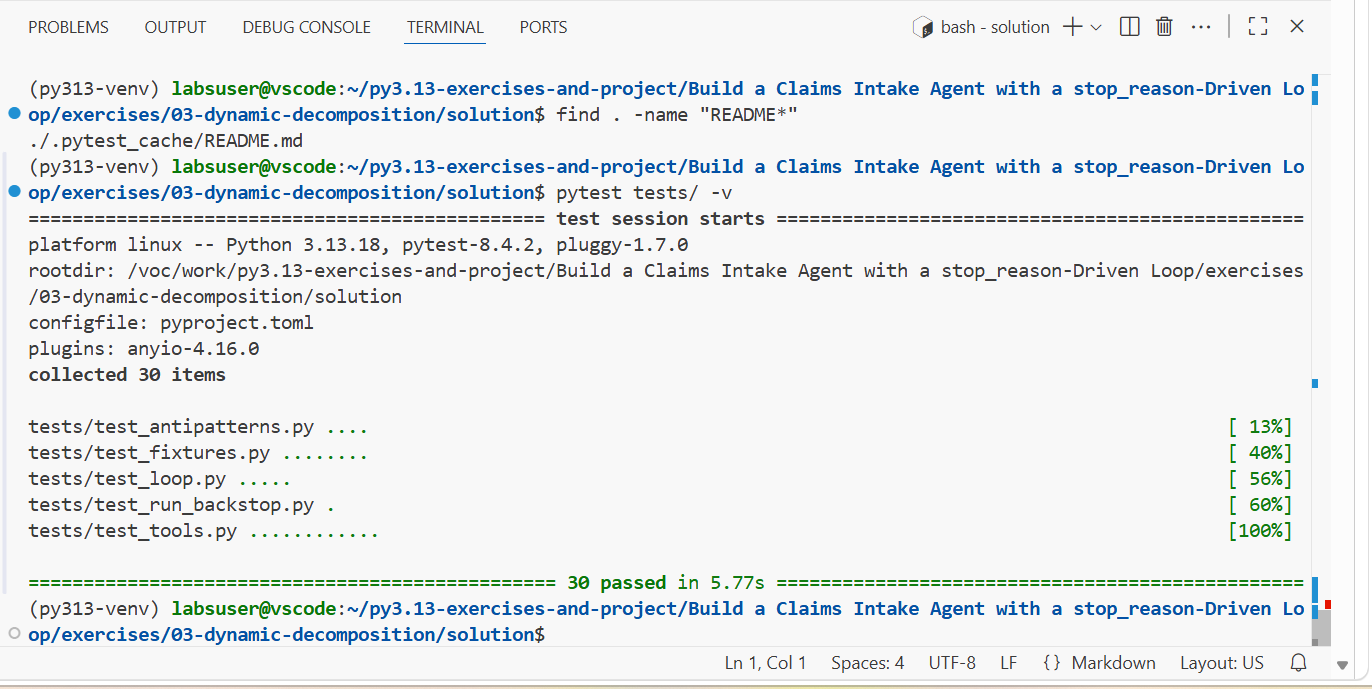 PROBLEMS OUTPUT DEBUG CONSOLE TERMINAL PORTS bash - solution
(py313-venv) labsuser@vscode:~/py3.13-exercises-and-project/Build a Claims Intake Agent with a stop_reason-Driven Lo
op/exercises/03-dynamic-decomposition/solution$ find . -name "README*"
./.pytest_cache/README.md
(py313-venv) labsuser@vscode:~/py3.13-exercises-and-project/Build a Claims Intake Agent with a stop_reason-Driven Lo
op/exercises/03-dynamic-decomposition/solution$ pytest tests/ -v
=============================================== test session starts ================================================
platform linux -- Python 3.13.18, pytest-8.4.2, pluggy-1.7.0
rootdir: /voc/work/py3.13-exercises-and-project/Build a Claims Intake Agent with a stop_reason-Driven Loop/exercises
/03-dynamic-decomposition/solution
configfile: pyproject.toml
plugins: anyio-4.16.0
collected 30 items
tests/test_antipatterns.py .... [ 13%]
tests/test_fixtures.py ........ [ 40%]
tests/test_loop.py ..... [ 56%]
tests/test_run_backstop.py . [ 60%]
tests/test_tools.py ............ [100%]
================================================ 30 passed in 5.77s ================================================
(py313-venv) labsuser@vscode:~/py3.13-exercises-and-project/Build a Claims Intake Agent with a stop_reason-Driven Lo
op/exercises/03-dynamic-decomposition/solution$
Ln 1, Col 1 Spaces: 4 UTF-8 LF {} Markdown Layout: US